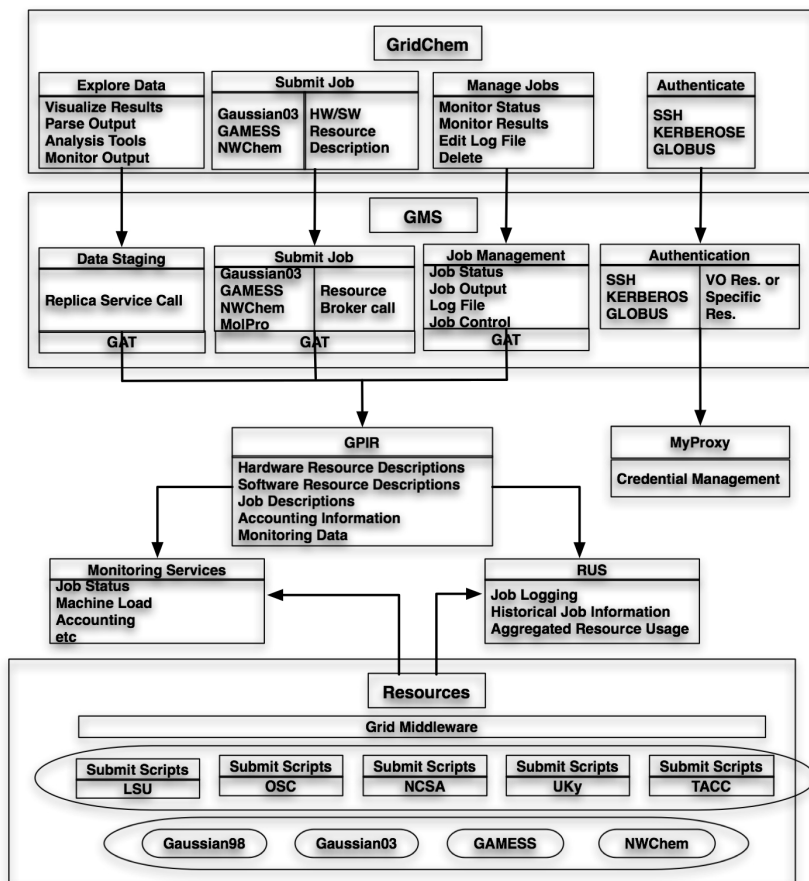 GridChem
Explore Data
Visualize Results
Parse Output
Analysis Tools
Monitor Output
Submit Job
Gaussian03
GAMESS
NWChem
HW/SW
Resource
Description
Manage Jobs
Monitor Status
Monitor Results
Edit Log File
Delete
Authenticate
SSH
KERBEROSE
GLOBUS
GMS
Data Staging
Replica Service Call
GAT
Submit Job
Gaussian03
GAMESS
NWChem
MolPro
Resource
Broker call
GAT
Job Management
Job Status
Job Output
Log File
Job Control
GAT
Authentication
SSH
KERBEROS
GLOBUS
VO Res. or
Specific
Res.
GPIR
Hardware Resource Descriptions
Software Resource Descriptions
Job Descriptions
Accounting Information
Monitoring Data
MyProxy
Credential Management
Monitoring Services
Job Status
Machine Load
Accounting
etc
RUS
Job Logging
Historical Job Information
Aggregated Resource Usage
Resources
Grid Middleware
Submit Scripts
LSU
Submit Scripts
OSC
Submit Scripts
NCSA
Submit Scripts
UKy
Submit Scripts
TACC
Gaussian98
Gaussian03
GAMESS
NWChem